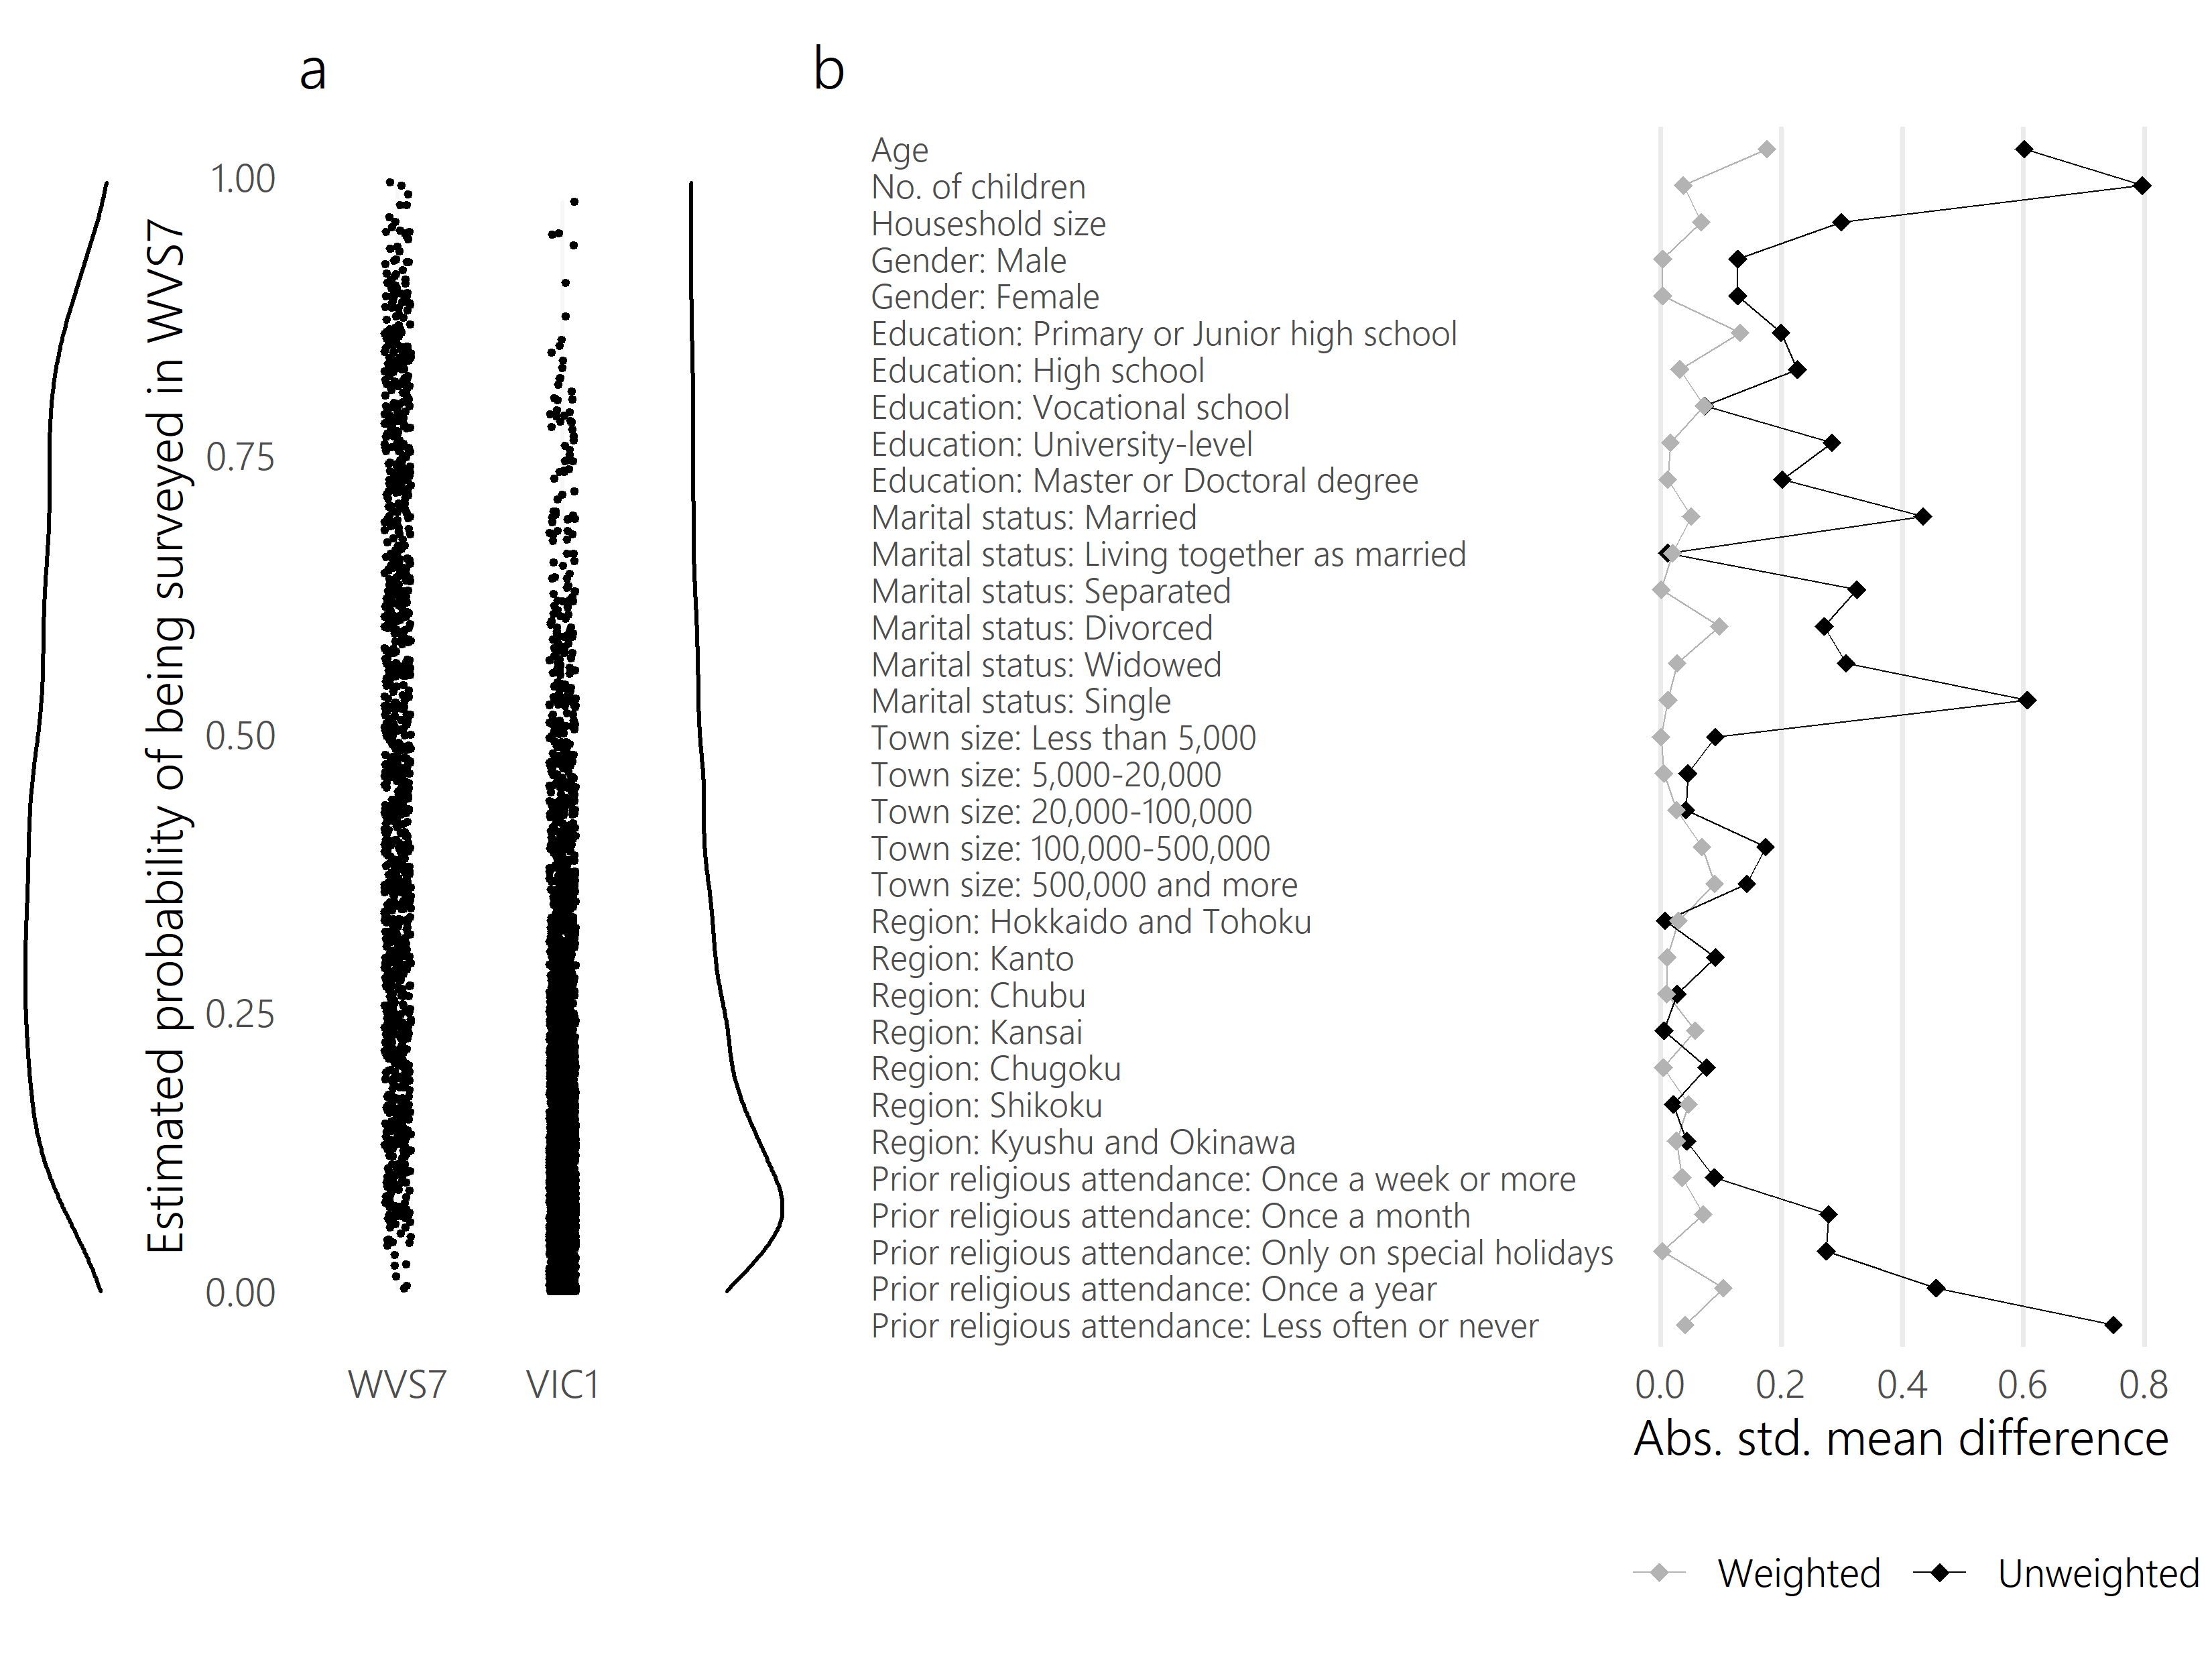 a
b
Estimated probability of being surveyed in WVS7
1.00
0.75
0.50
0.25
0.00
WVS7
VIC1
Age
No. of children
Houseshold size
Gender: Male
Gender: Female
Education: Primary or Junior high school
Education: High school
Education: Vocational school
Education: University-level
Education: Master or Doctoral degree
Marital status: Married
Marital status: Living together as married
Marital status: Separated
Marital status: Divorced
Marital status: Widowed
Marital status: Single
Town size: Less than 5,000
Town size: 5,000-20,000
Town size: 20,000-100,000
Town size: 100,000-500,000
Town size: 500,000 and more
Region: Hokkaido and Tohoku
Region: Kanto
Region: Chubu
Region: Kansai
Region: Chugoku
Region: Shikoku
Region: Kyushu and Okinawa
Prior religious attendance: Once a week or more
Prior religious attendance: Once a month
Prior religious attendance: Only on special holidays
Prior religious attendance: Once a year
Prior religious attendance: Less often or never
0.0 0.2 0.4 0.6 0.8
Abs. std. mean difference
Weighted Unweighted